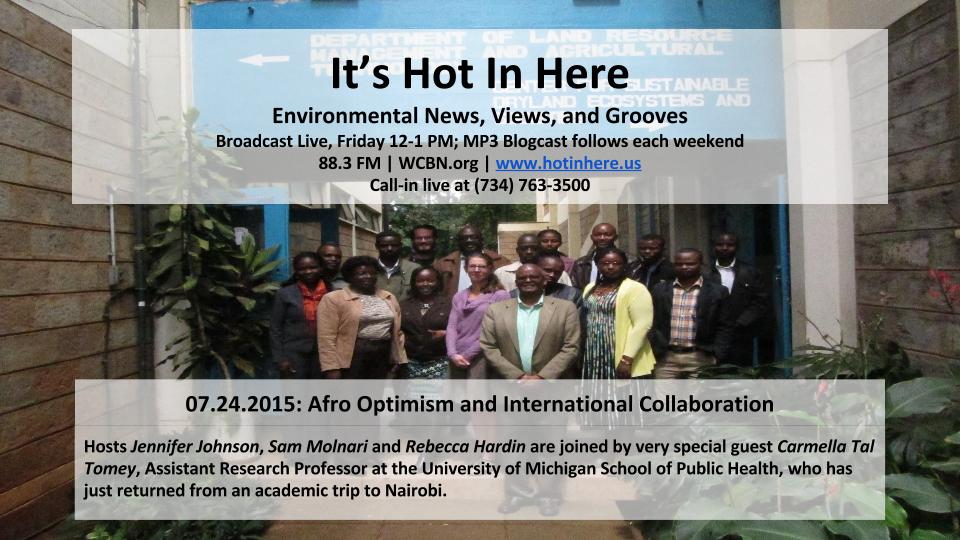 DEPARTMENT OF LAND RESOURCE
MANAGEMENT AND AGRICULTURAL
It’s Hot In Here
SUSTAINABLE
DRYLAND ECOSYSTEMS AND
Environmental News, Views, and Grooves
Broadcast Live, Friday 12-1 PM; MP3 Blogcast follows each weekend
88.3 FM | WCBN.org | www.hotinhere.us
Call-in live at (734) 763-3500
07.24.2015: Afro Optimism and International Collaboration
Hosts Jennifer Johnson, Sam Molnari and Rebecca Hardin are joined by very special guest Carmella Tal
Tomey, Assistant Research Professor at the University of Michigan School of Public Health, who has
just returned from an academic trip to Nairobi.